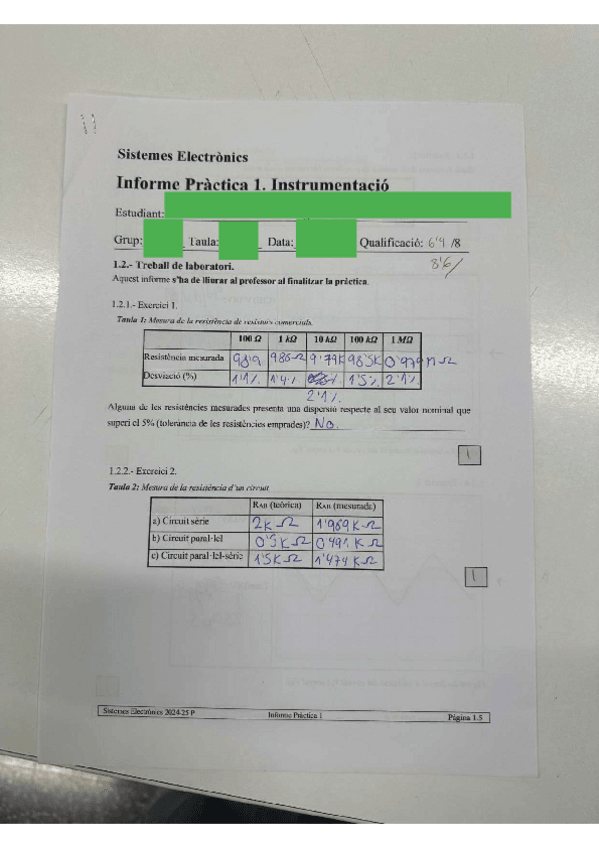 Sistemes Electrònics
Informe Pràctica 1. Instrumentació
Estudiant:
Grup: Taula: Data: Qualificació: 6'9 /8
8'6/
1.2.- Treball de laboratori.
Aquest informe s'ha de lliurar al professor al finalitzar la pràctica.
1.2.1.- Exercici 1.
Taula 1: Mesura de la resistència de resistors comercials.
100 Ω 1 kΩ 10 kΩ 100 kΩ 1 MΩ
Resistència mesurada 98'9 986Ω 9'79K 98'5K 0'979 M Ω
Desviació (%) 1'1% 1'4% 1'5% 2'1%
2'1%
Alguna de les resistències mesurades presenta una dispersió respecte al seu valor nominal que
superi el 5% (tolerància de les resistències emprades)? No.
1
1.2.2.- Exercici 2.
Taula 2: Mesura de la resistència d'un circuit.
RAB (teòrica) RAB (mesurada)
a) Circuit sèrie 2K Ω 1'969 K Ω
b) Circuit paral·lel 0'5K Ω 0'491 K Ω
c) Circuit paral·lel-sèrie 1'5K Ω 1'474 K Ω
1
Sistemes Electrònics 2024-25 P Informe Pràctica 1 Pàgina 1.5